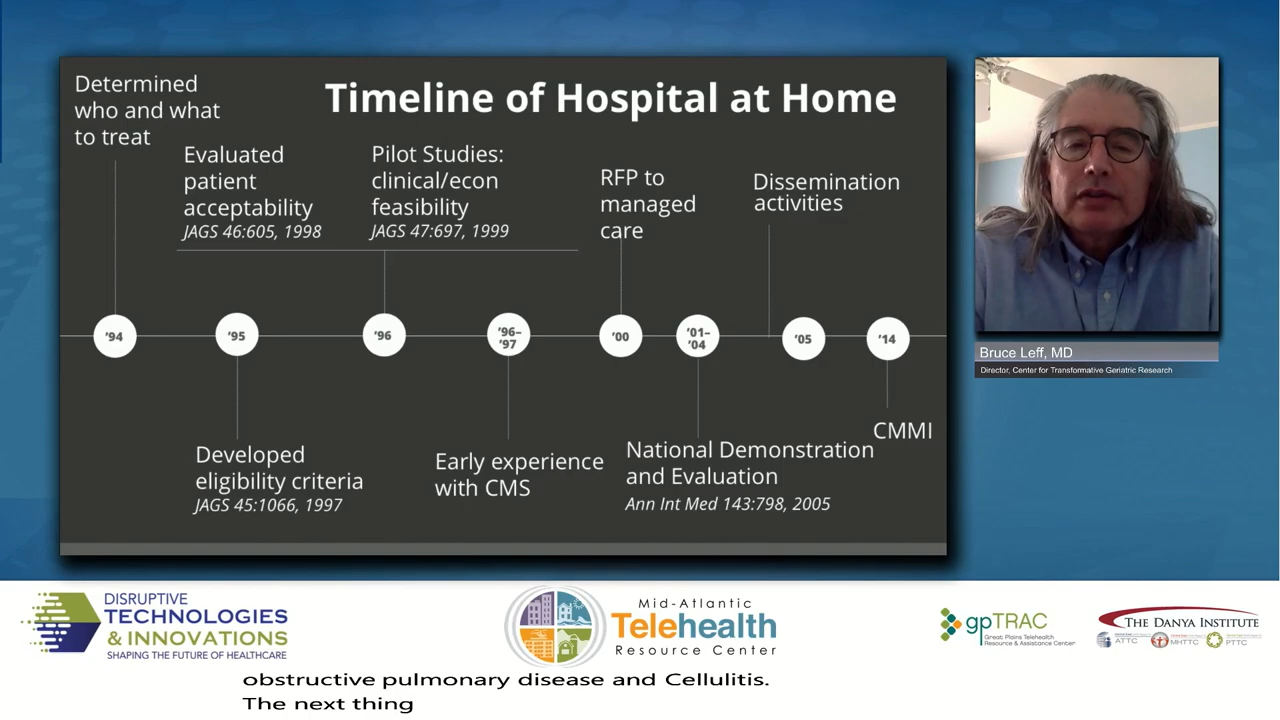 Timeline of Hospital at Home
Determined
who and what
to treat
Evaluated
patient
acceptability
JAGS 46:605, 1998
Pilot Studies:
clinical/econ
feasibility
JAGS 47:697, 1999
RFP to
managed
care
Dissemination
activities
'94
'95
'96
'96–
'97
'00
'01–
'04
'05
'14
Developed
eligibility criteria
JAGS 45:1066, 1997
Early experience
with CMS
National Demonstration
and Evaluation
Ann Int Med 143:798, 2005
CMMI
Bruce Leff, MD
Director, Center for Transformative Geriatric Research
DISRUPTIVE
TECHNOLOGIES
& INNOVATIONS
SHAPING THE FUTURE OF HEALTHCARE
Mid-Atlantic
Telehealth
Resource Center
gpTRAC
Great Plains Telehealth
Resource & Assistance Center
THE DANYA INSTITUTE
ATTC
MHTTC
PTTC
obstructive pulmonary disease and Cellulitis.
The next thing